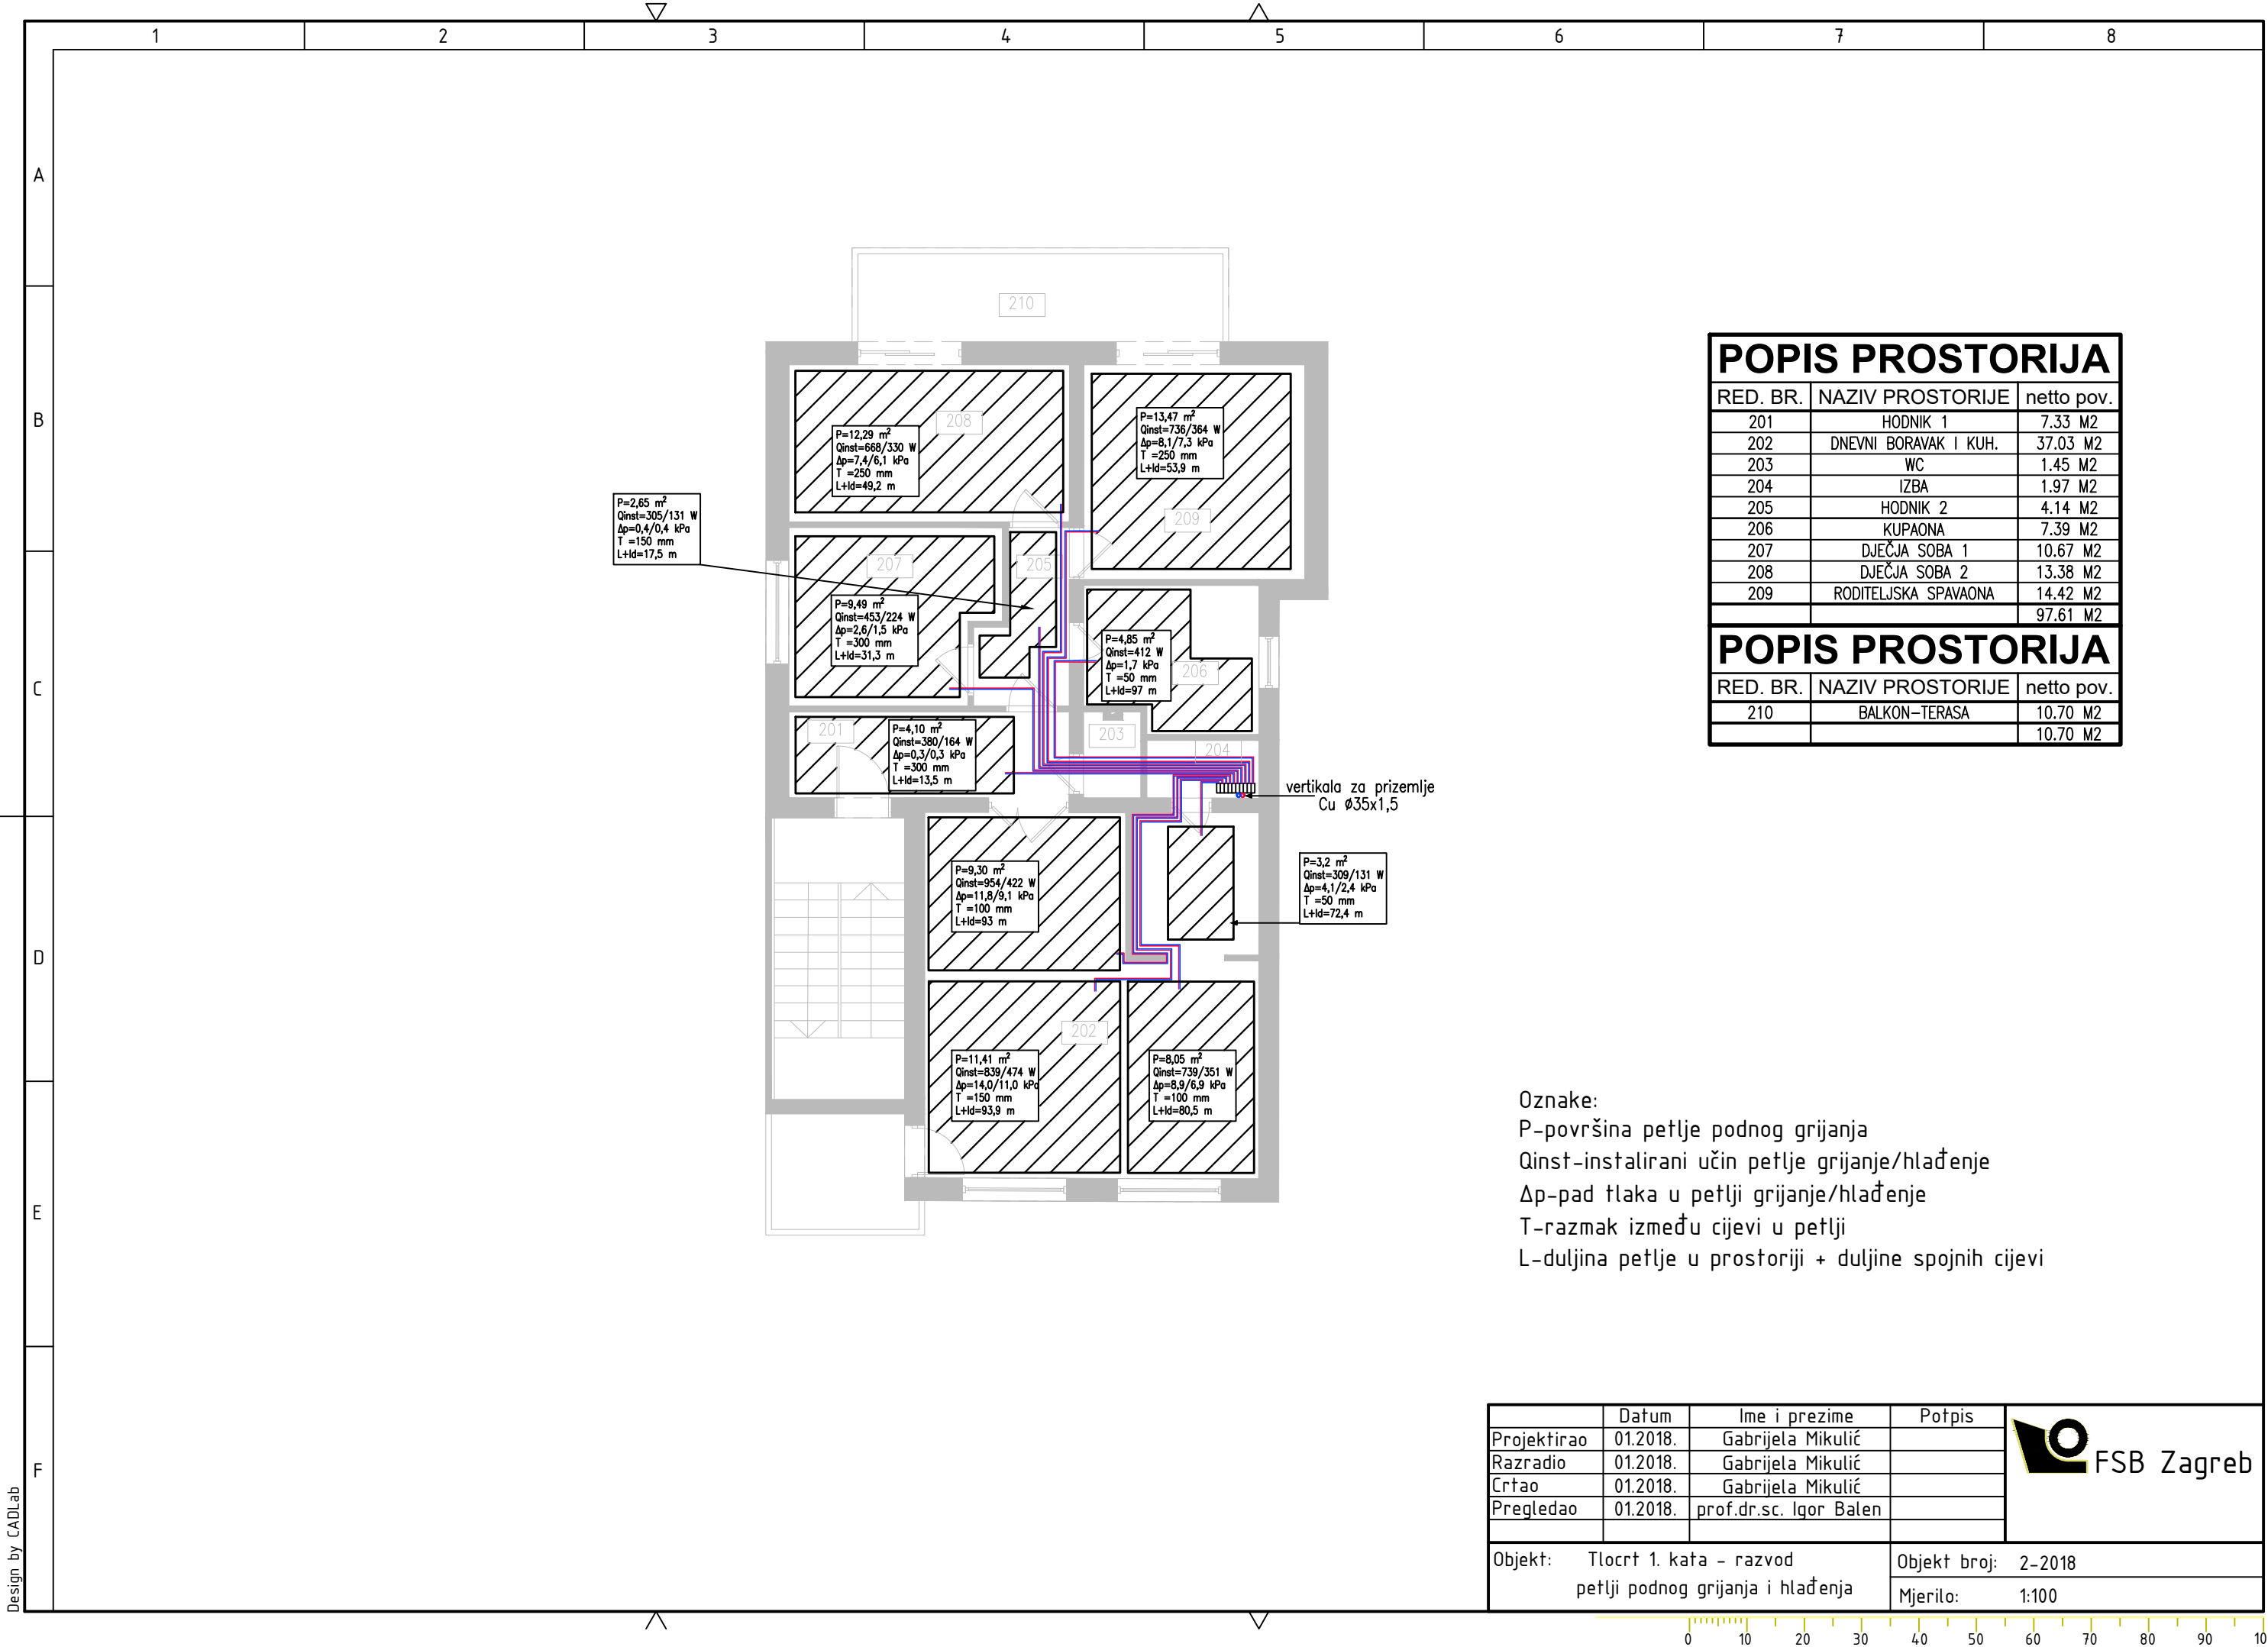 1 2 3 4 5 6 7 8
A
B
C
D
E
F
Design by CADLab
210
208
P=12,29 m²
Qinst=668/330 W
Δp=7,4/6,1 kPa
T =250 mm
L+ld=49,2 m
P=13,47 m²
Qinst=736/364 W
Δp=8,1/7,3 kPa
T =250 mm
L+ld=53,9 m
209
P=2,65 m²
Qinst=305/131 W
Δp=0,4/0,4 kPa
T =150 mm
L+ld=17,5 m
207
205
P=9,49 m²
Qinst=453/224 W
Δp=2,6/1,5 kPa
T =300 mm
L+ld=31,3 m
P=4,85 m²
Qinst=412 W
Δp=1,7 kPa
T =50 mm
L+ld=97 m
206
201
P=4,10 m²
Qinst=380/164 W
Δp=0,3/0,3 kPa
T =300 mm
L+ld=13,5 m
203
204
vertikala za prizemlje
Cu ø35x1,5
P=9,30 m²
Qinst=954/422 W
Δp=11,8/9,1 kPa
T =100 mm
L+ld=93 m
P=3,2 m²
Qinst=309/131 W
Δp=4,1/2,4 kPa
T =50 mm
L+ld=72,4 m
202
P=11,41 m²
Qinst=839/474 W
Δp=14,0/11,0 kPa
T =150 mm
L+ld=93,9 m
P=8,05 m²
Qinst=739/351 W
Δp=8,9/6,9 kPa
T =100 mm
L+ld=80,5 m
POPIS PROSTORIJA
RED. BR. NAZIV PROSTORIJE netto pov.
201 HODNIK 1 7.33 M2
202 DNEVNI BORAVAK I KUH. 37.03 M2
203 WC 1.45 M2
204 IZBA 1.97 M2
205 HODNIK 2 4.14 M2
206 KUPAONA 7.39 M2
207 DJEČJA SOBA 1 10.67 M2
208 DJEČJA SOBA 2 13.38 M2
209 RODITELJSKA SPAVAONA 14.42 M2
97.61 M2
POPIS PROSTORIJA
RED. BR. NAZIV PROSTORIJE netto pov.
210 BALKON-TERASA 10.70 M2
10.70 M2
Oznake:
P-površina petlje podnog grijanja
Qinst-instalirani učin petlje grijanje/hlađenje
Δp-pad tlaka u petlji grijanje/hlađenje
T-razmak između cijevi u petlji
L-duljina petlje u prostoriji + duljine spojnih cijevi
Datum Ime i prezime Potpis
Projektirao 01.2018. Gabrijela Mikulić
Razradio 01.2018. Gabrijela Mikulić
Crtao 01.2018. Gabrijela Mikulić
Pregledao 01.2018. prof.dr.sc. Igor Balen
FSB Zagreb
Objekt: Tlocrt 1. kata - razvod
petlji podnog grijanja i hlađenja
Objekt broj: 2-2018
Mjerilo: 1:100
0 10 20 30 40 50 60 70 80 90 10